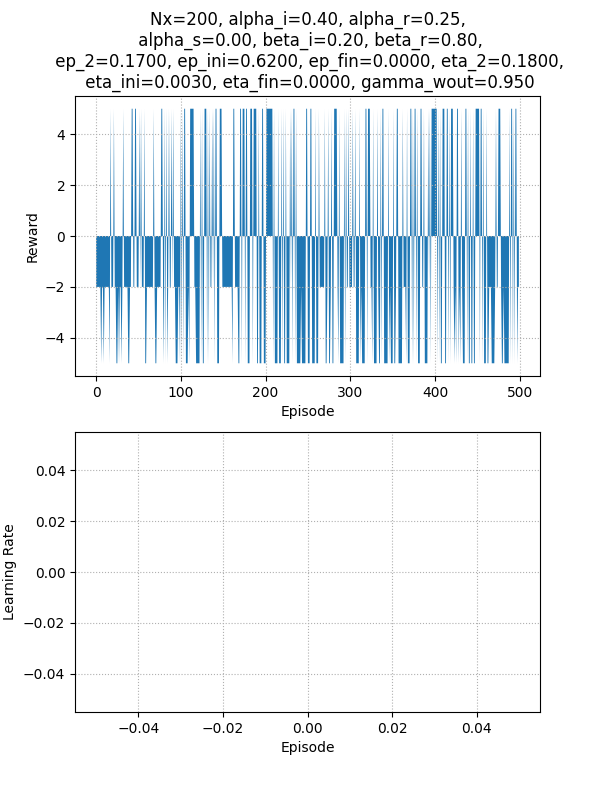 Nx=200, alpha_i=0.40, alpha_r=0.25,
alpha_s=0.00, beta_i=0.20, beta_r=0.80,
ep_2=0.1700, ep_ini=0.6200, ep_fin=0.0000, eta_2=0.1800,
eta_ini=0.0030, eta_fin=0.0000, gamma_wout=0.950
4
2
0
−2
−4
Reward
0 100 200 300 400 500
Episode
0.04
0.02
0.00
−0.02
−0.04
Learning Rate
−0.04 −0.02 0.00 0.02 0.04
Episode